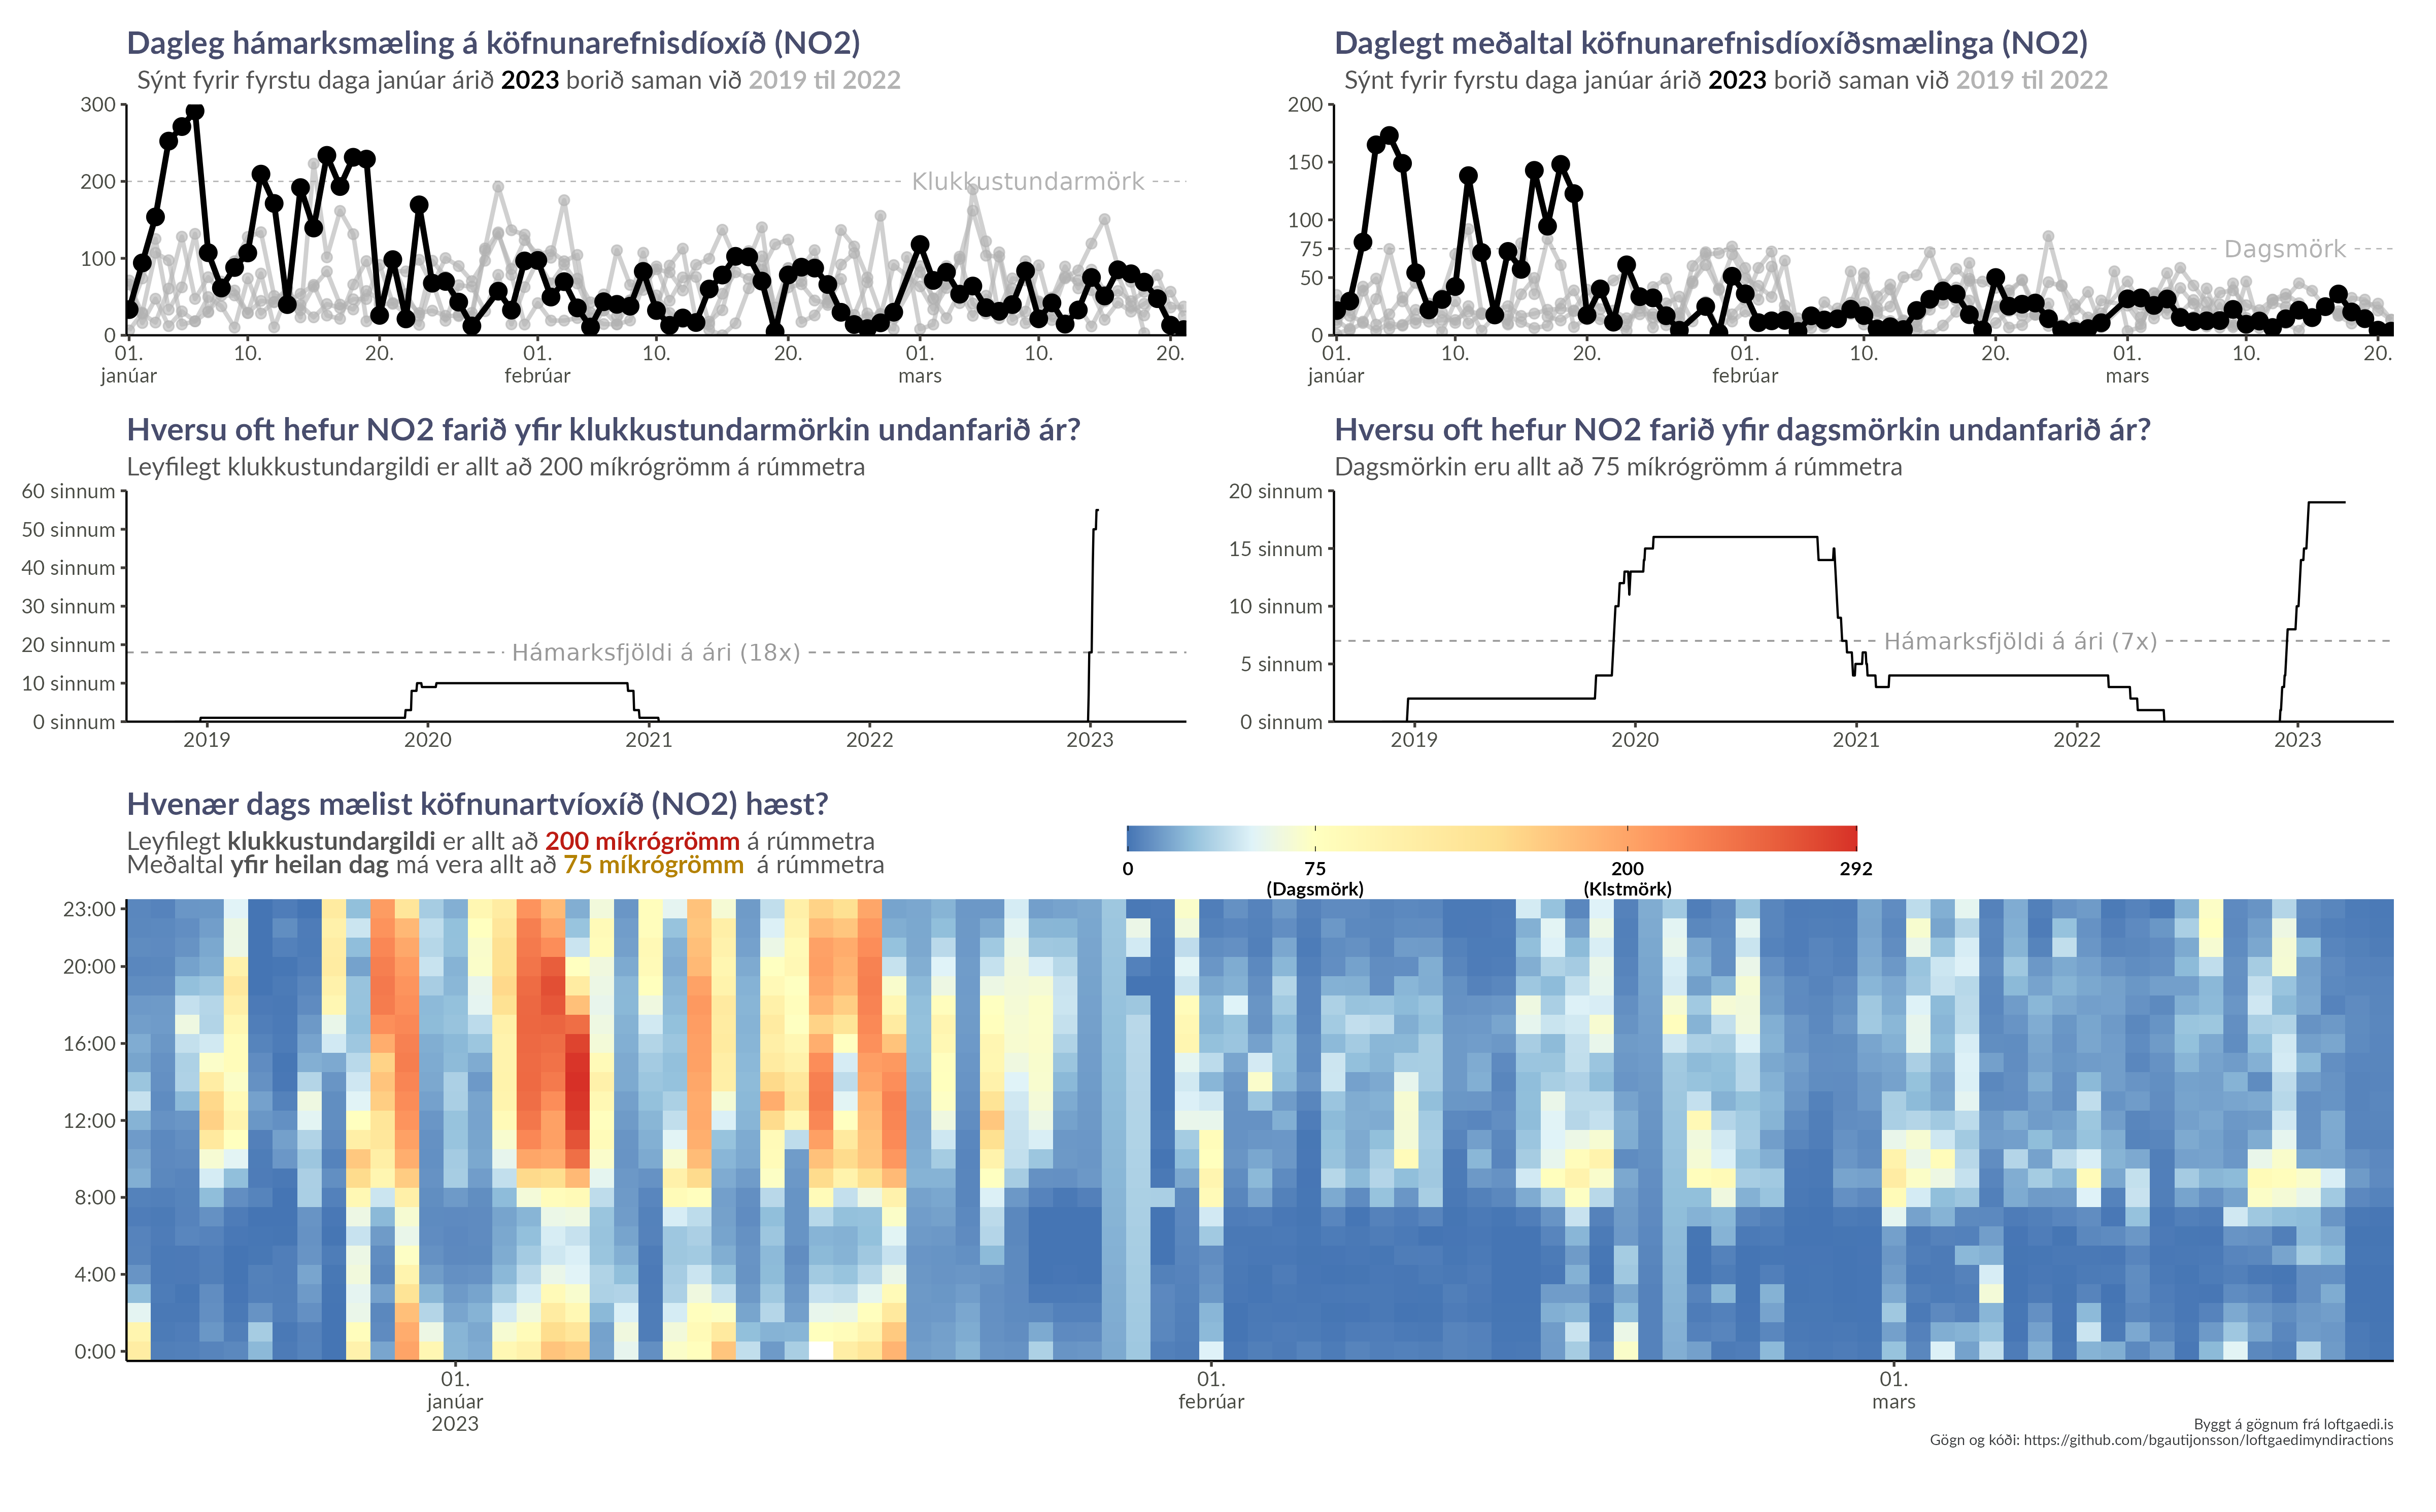 Dagleg hámarksmæling á köfnunarefnisdíoxíð (NO2)
Sýnt fyrir fyrstu daga janúar árið 2023 borið saman við 2019 til 2022
300
200
100
0
Klukkustundarmörk
01. 10. 20. 01. 10. 20. 01. 10. 20.
janúar febrúar mars
Daglegt meðaltal köfnunarefnisdíoxíðsmælinga (NO2)
Sýnt fyrir fyrstu daga janúar árið 2023 borið saman við 2019 til 2022
200
150
100
75
50
0
Dagsmörk
01. 10. 20. 01. 10. 20. 01. 10. 20.
janúar febrúar mars
Hversu oft hefur NO2 farið yfir klukkustundarmörkin undanfarið ár?
Leyfilegt klukkustundargildi er allt að 200 míkrógrömm á rúmmetra
60 sinnum
50 sinnum
40 sinnum
30 sinnum
20 sinnum
10 sinnum
0 sinnum
Hámarksfjöldi á ári (18x)
2019 2020 2021 2022 2023
Hversu oft hefur NO2 farið yfir dagsmörkin undanfarið ár?
Dagsmörkin eru allt að 75 míkrógrömm á rúmmetra
20 sinnum
15 sinnum
10 sinnum
5 sinnum
0 sinnum
Hámarksfjöldi á ári (7x)
2019 2020 2021 2022 2023
Hvenær dags mælist köfnunartvíoxíð (NO2) hæst?
Leyfilegt klukkustundargildi er allt að 200 míkrógrömm á rúmmetra
Meðaltal yfir heilan dag má vera allt að 75 míkrógrömm á rúmmetra
0 75 200 292
(Dagsmörk) (Klstmörk)
23:00
20:00
16:00
12:00
8:00
4:00
0:00
01. 01. 01.
janúar febrúar mars
2023
Byggt á gögnum frá loftgaedi.is
Gögn og kóði: https://github.com/bgautijonsson/loftgaedimyndiractions